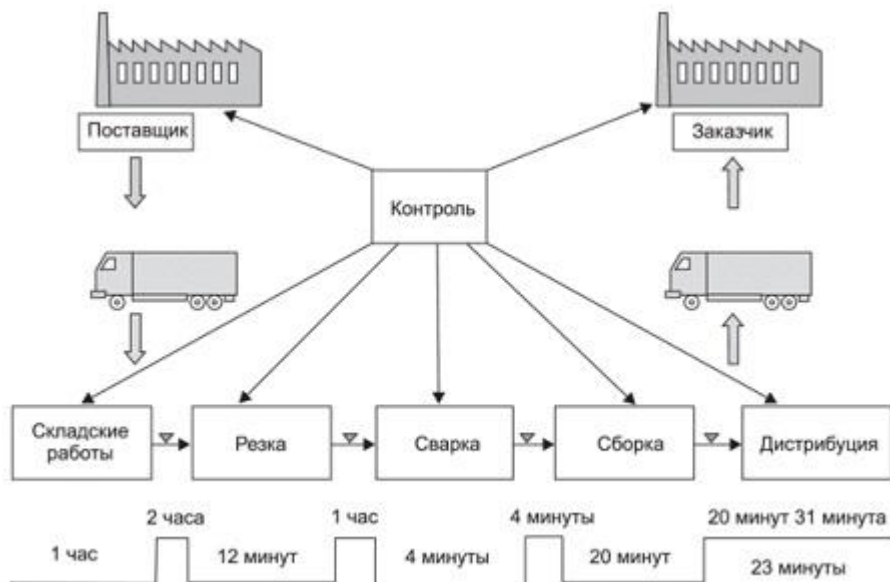 Поставщик
Заказчик
Контроль
Складские
работы
Резка
Сварка
Сборка
Дистрибуция
2 часа
1 час
4 минуты
20 минут 31 минута
1 час
12 минут
4 минуты
20 минут
23 минуты